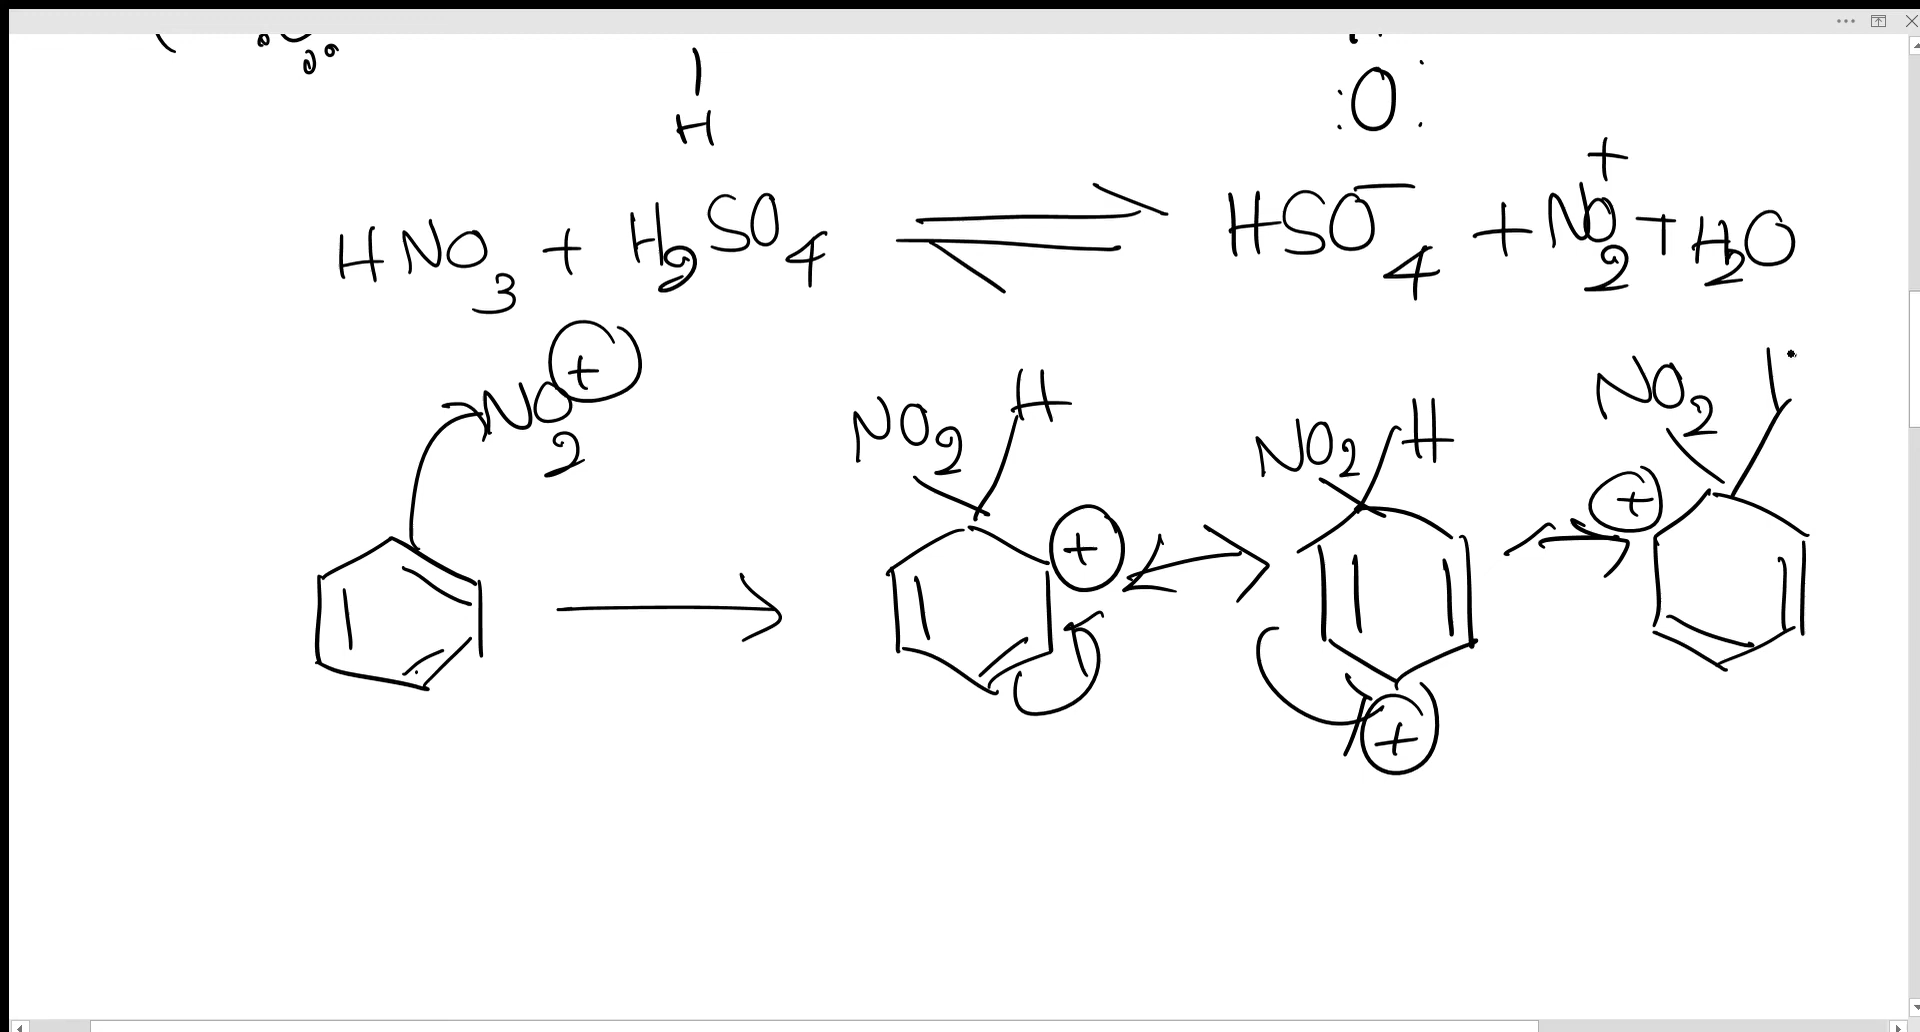 H
:O:
HNO3 + H2SO4 ⇌ HSO4⁻ + NO2⁺ + H2O
NO2 +
NO2 H +
NO2 H +
NO2 +